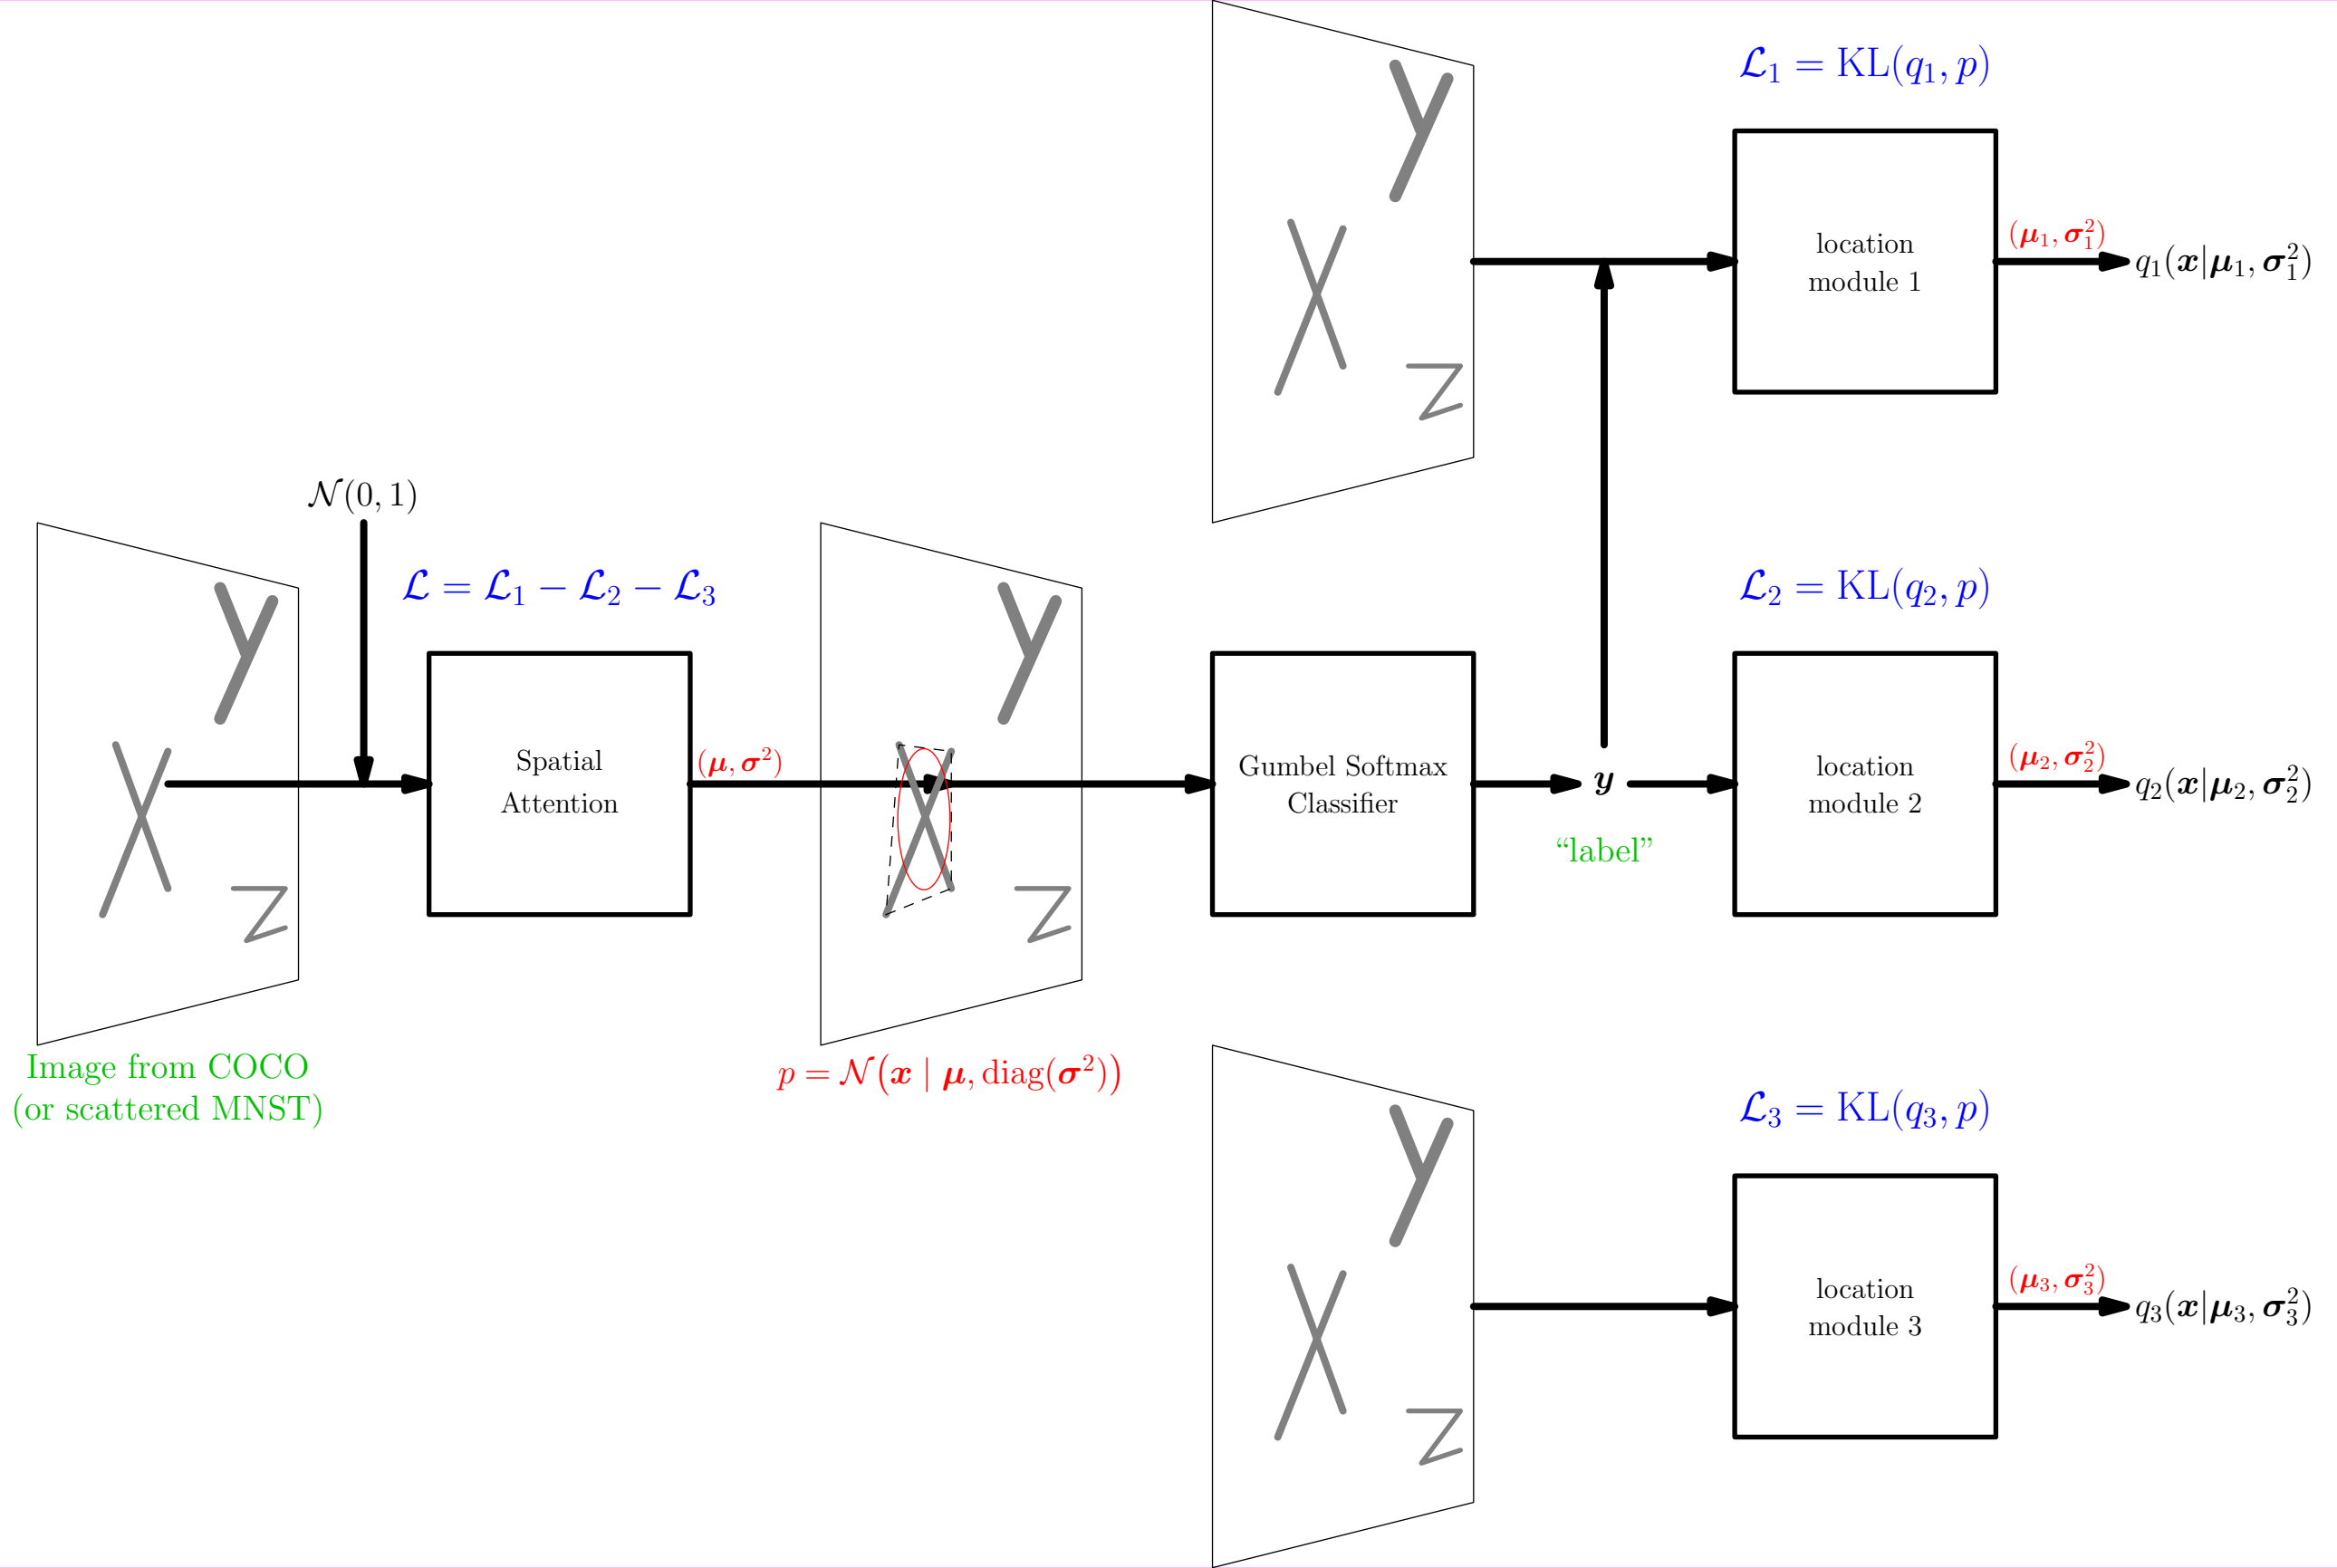 𝓛₁ = KL(q₁, p)
location
module 1
(μ₁, σ₁²)
q₁(x|μ₁, σ₁²)
𝒩(0, 1)
𝓛 = 𝓛₁ − 𝓛₂ − 𝓛₃
Spatial
Attention
(μ, σ²)
Gumbel Softmax
Classifier
y
“label”
𝓛₂ = KL(q₂, p)
location
module 2
(μ₂, σ₂²)
q₂(x|μ₂, σ₂²)
Image from COCO
(or scattered MNST)
p = 𝒩(x | μ, diag(σ²))
𝓛₃ = KL(q₃, p)
location
module 3
(μ₃, σ₃²)
q₃(x|μ₃, σ₃²)